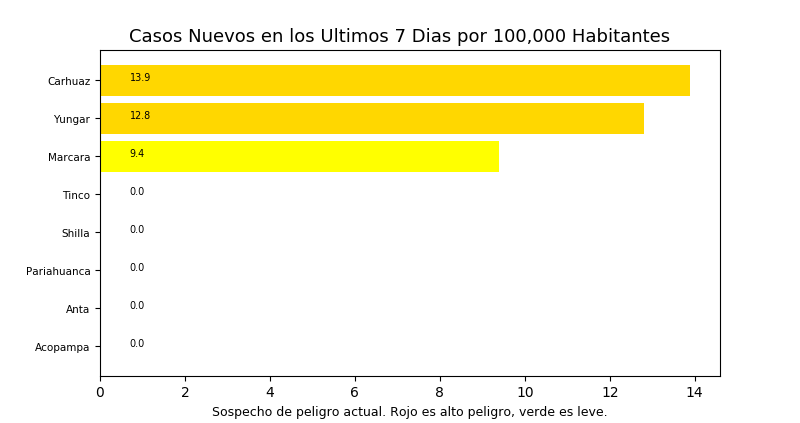 Casos Nuevos en los Ultimos 7 Dias por 100,000 Habitantes
Carhuaz 13.9
Yungar 12.8
Marcara 9.4
Tinco 0.0
Shilla 0.0
Pariahuanca 0.0
Anta 0.0
Acopampa 0.0
0 2 4 6 8 10 12 14
Sospecho de peligro actual. Rojo es alto peligro, verde es leve.